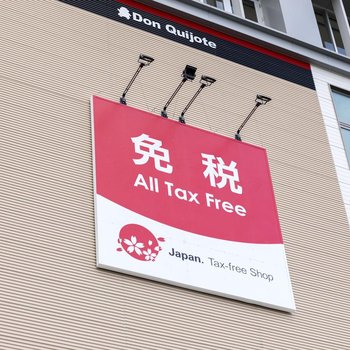 Don Quijote
免税
All Tax Free
Japan. Tax-free Shop